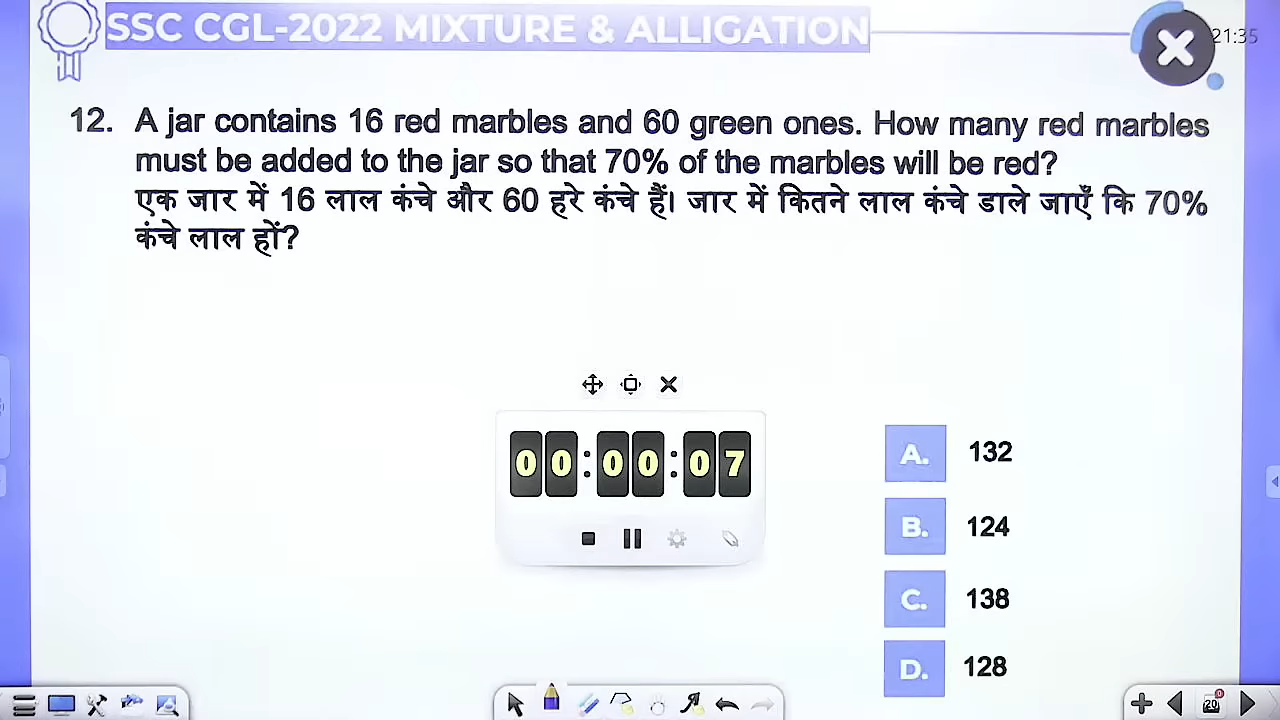 SSC CGL-2022 MIXTURE & ALLIGATION
21:35
12. A jar contains 16 red marbles and 60 green ones. How many red marbles
must be added to the jar so that 70% of the marbles will be red?
एक जार में 16 लाल कंचे और 60 हरे कंचे हैं। जार में कितने लाल कंचे डाले जाएँ कि 70%
कंचे लाल हों?
00:00:07
A. 132
B. 124
C. 138
D. 128
20